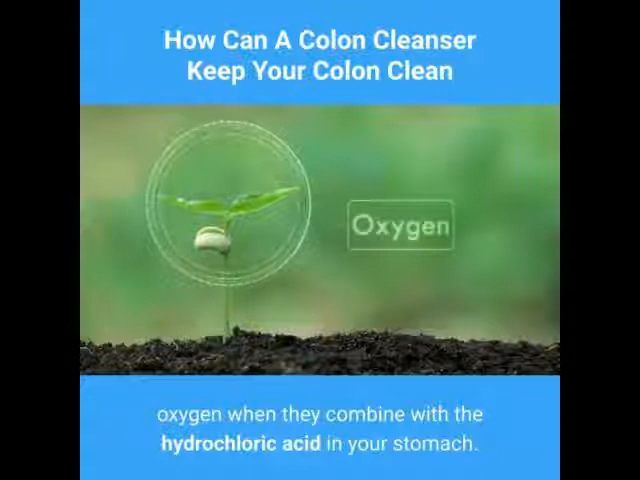 How Can A Colon Cleanser
Keep Your Colon Clean
Oxygen
oxygen when they combine with the
hydrochloric acid in your stomach.